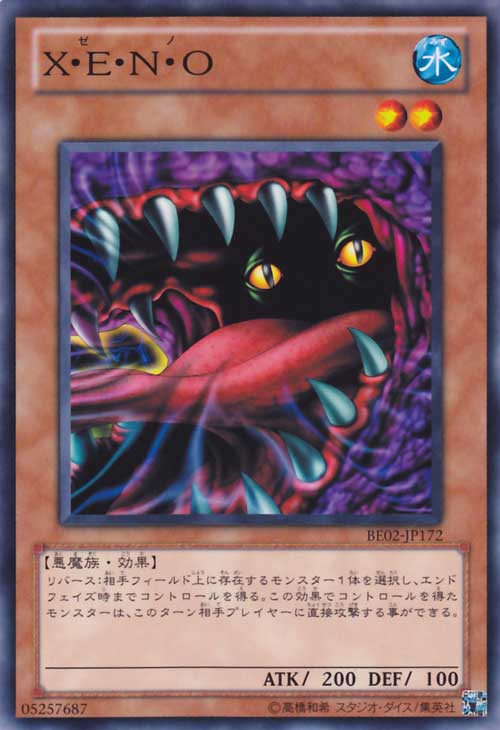 ゼノ
X・E・N・O
みず
水
BE02-JP172
【悪魔族・効果】
リバース：相手フィールド上に存在するモンスター１体を選択し、エンド
フェイズ時までコントロールを得る。この効果でコントロールを得た
モンスターは、このターン相手プレイヤーに直接攻撃する事ができる。
ATK/ 200 DEF/ 100
05257687
©高橋和希 スタジオ・ダイス/集英社